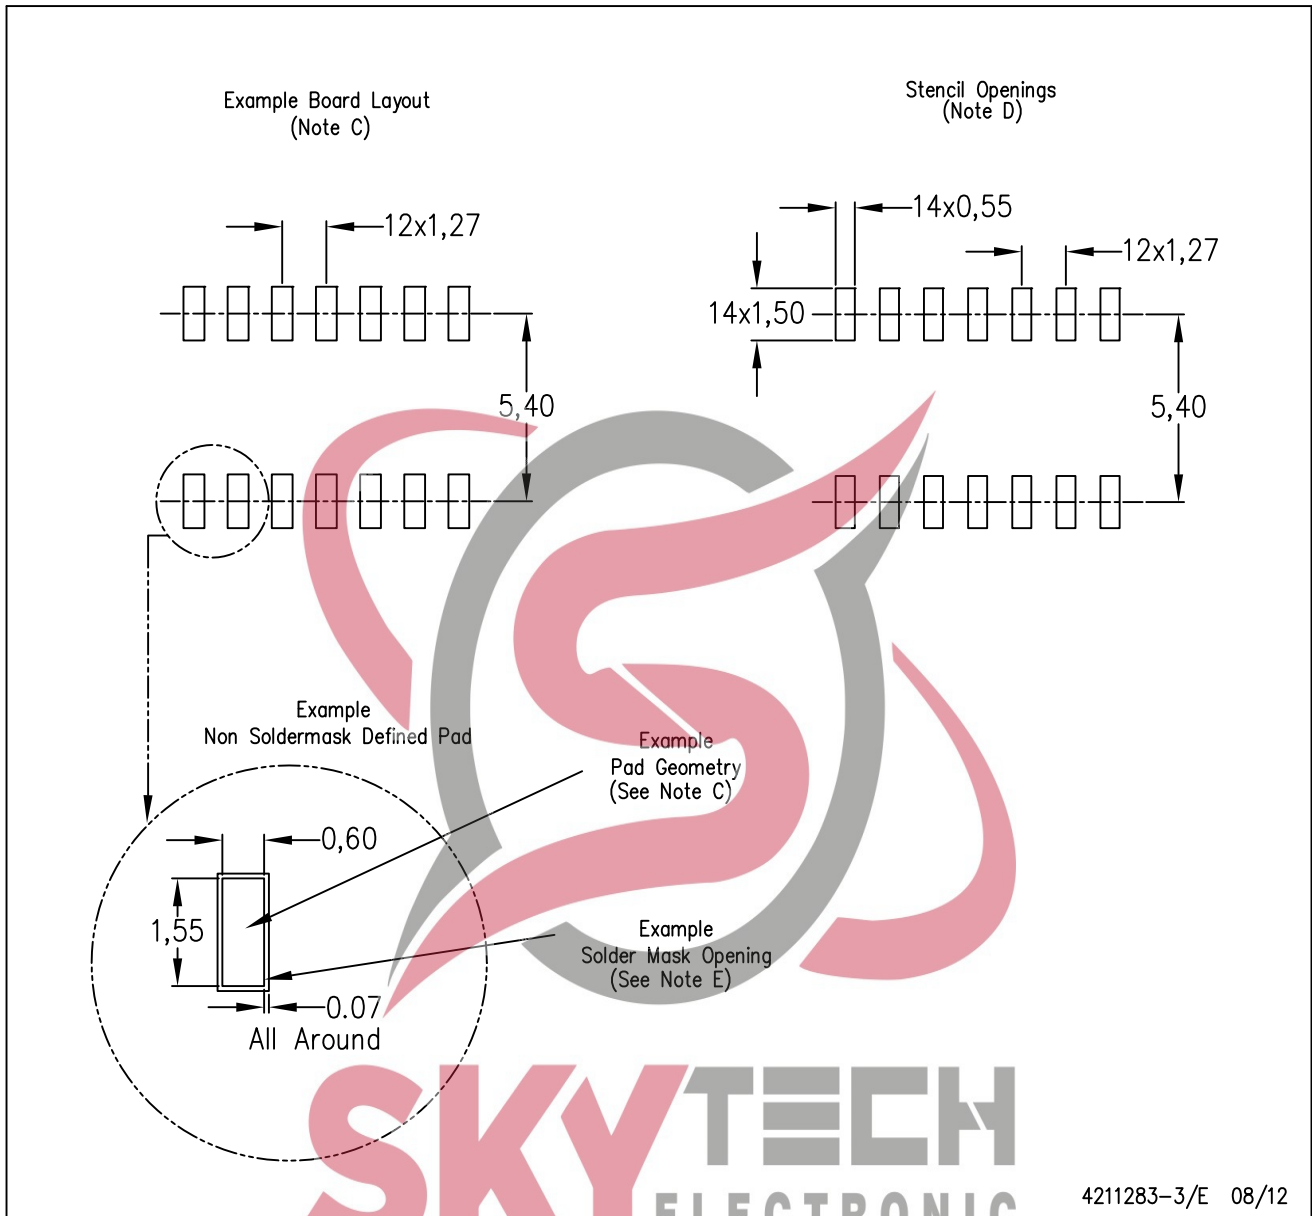 Example Board Layout
(Note C)
Stencil Openings
(Note D)
12x1,27
14x0,55
12x1,27
14x1,50
5,40
5,40
Example
Non Soldermask Defined Pad
Example
Pad Geometry
(See Note C)
0,60
1,55
Example
Solder Mask Opening
(See Note E)
0.07
All Around
SKYTECH
ELECTRONIC
4211283-3/E 08/12